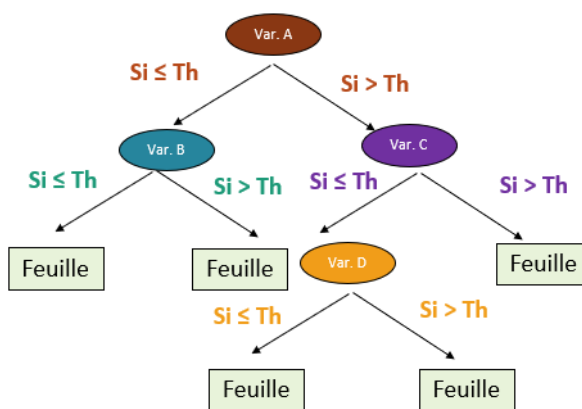 Var. A
Si ≤ Th
Si > Th
Var. B
Var. C
Si ≤ Th
Si > Th
Si ≤ Th
Si > Th
Feuille
Feuille
Var. D
Feuille
Si ≤ Th
Si > Th
Feuille
Feuille